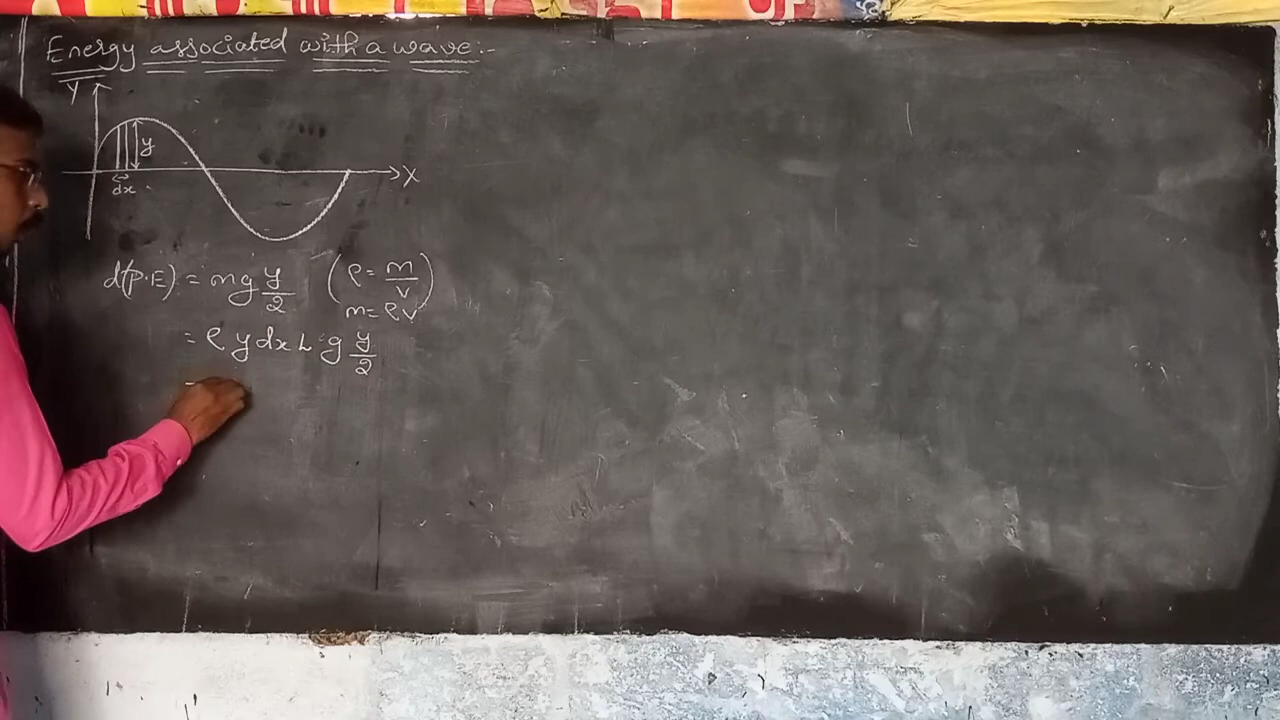 Energy associated with a wave:-
Y
y
dx
X
d(P.E) = mg y/2 (ρ = m/v
m = ρv)
= ρ y dx L g y/2